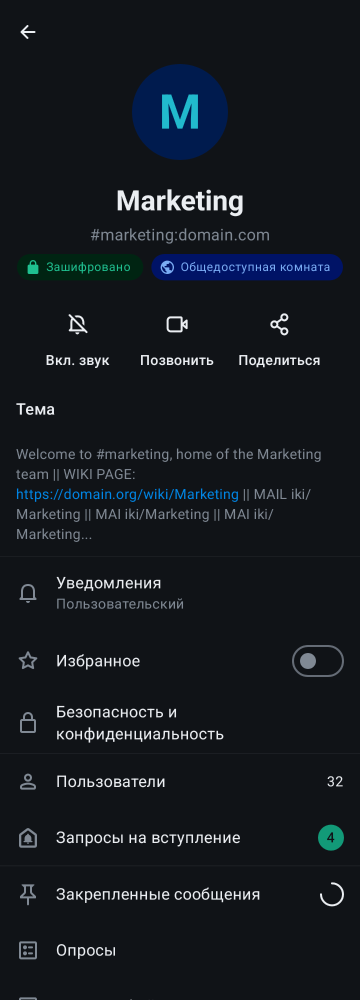 M
Marketing
#marketing:domain.com
Зашифровано
Общедоступная комната
Вкл. звук
Позвонить
Поделиться
Тема
Welcome to #marketing, home of the Marketing
team || WIKI PAGE:
https://domain.org/wiki/Marketing || MAIL iki/
Marketing || MAI iki/Marketing || MAI iki/
Marketing...
Уведомления
Пользовательский
Избранное
Безопасность и
конфиденциальность
Пользователи
32
Запросы на вступление
4
Закрепленные сообщения
Опросы